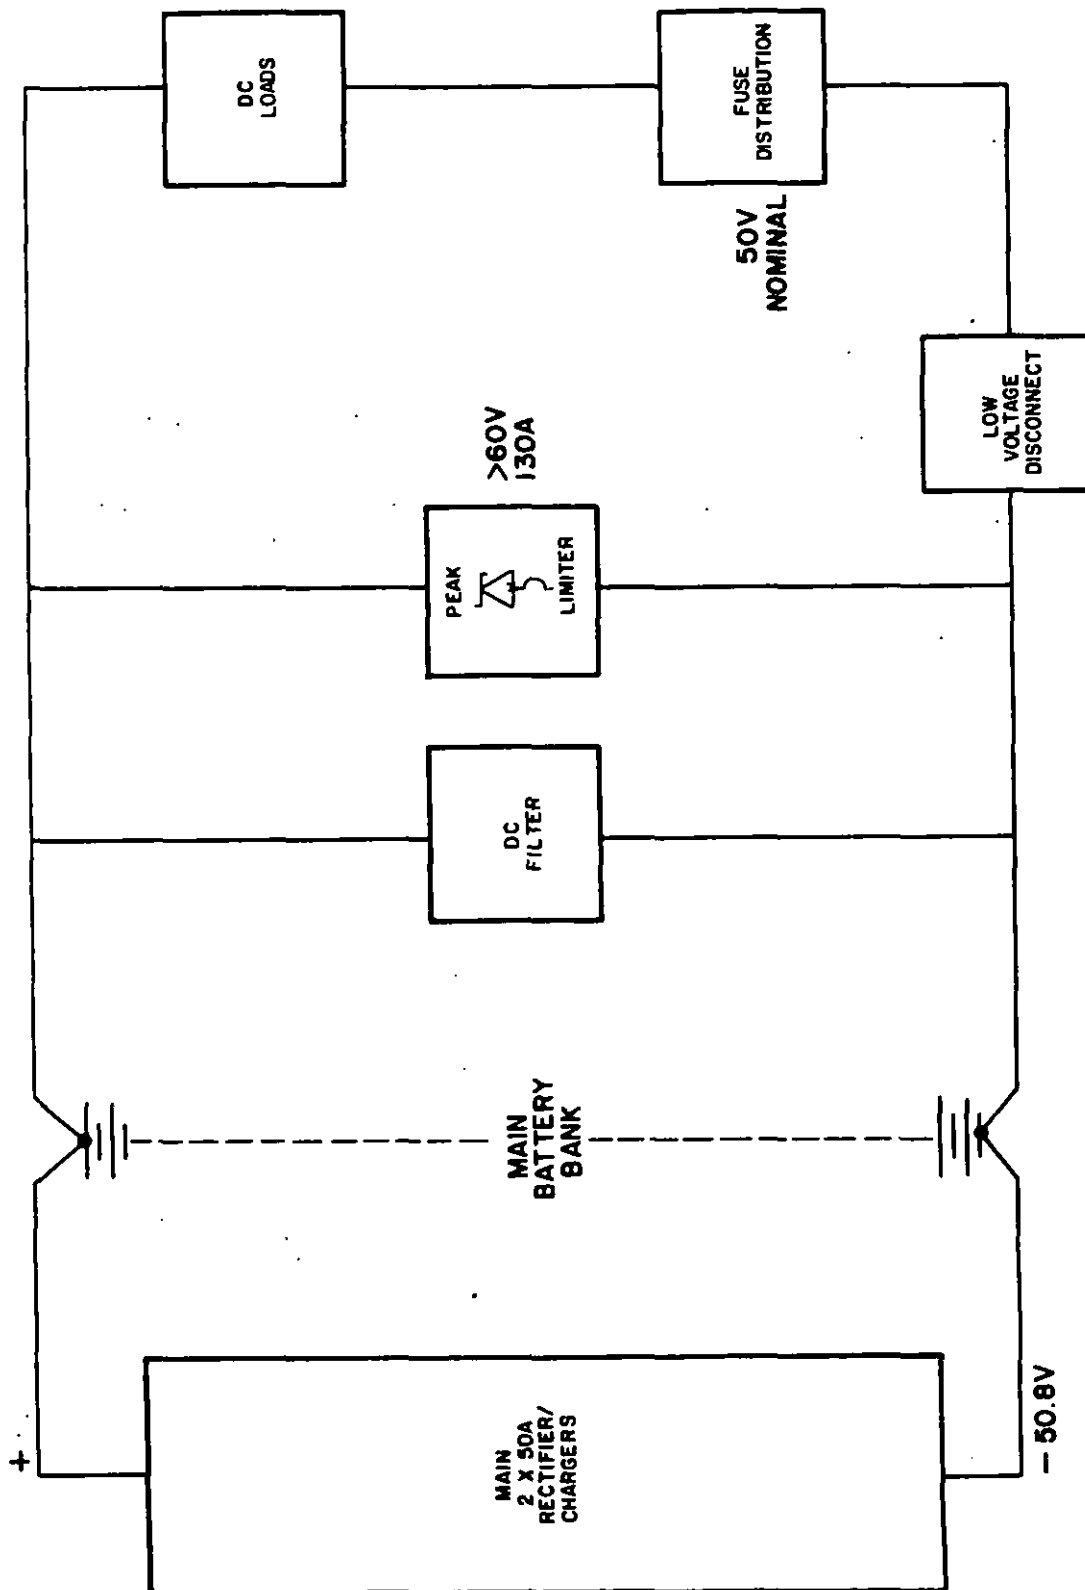 +
MAIN
2 X 50A
RECTIFIER/
CHARGERS
- 50.8V
MAIN
BATTERY
BANK
DC
FILTER
PEAK
LIMITER
>60V
130A
LOW
VOLTAGE
DISCONNECT
50V
NOMINAL
DC
LOADS
FUSE
DISTRIBUTION